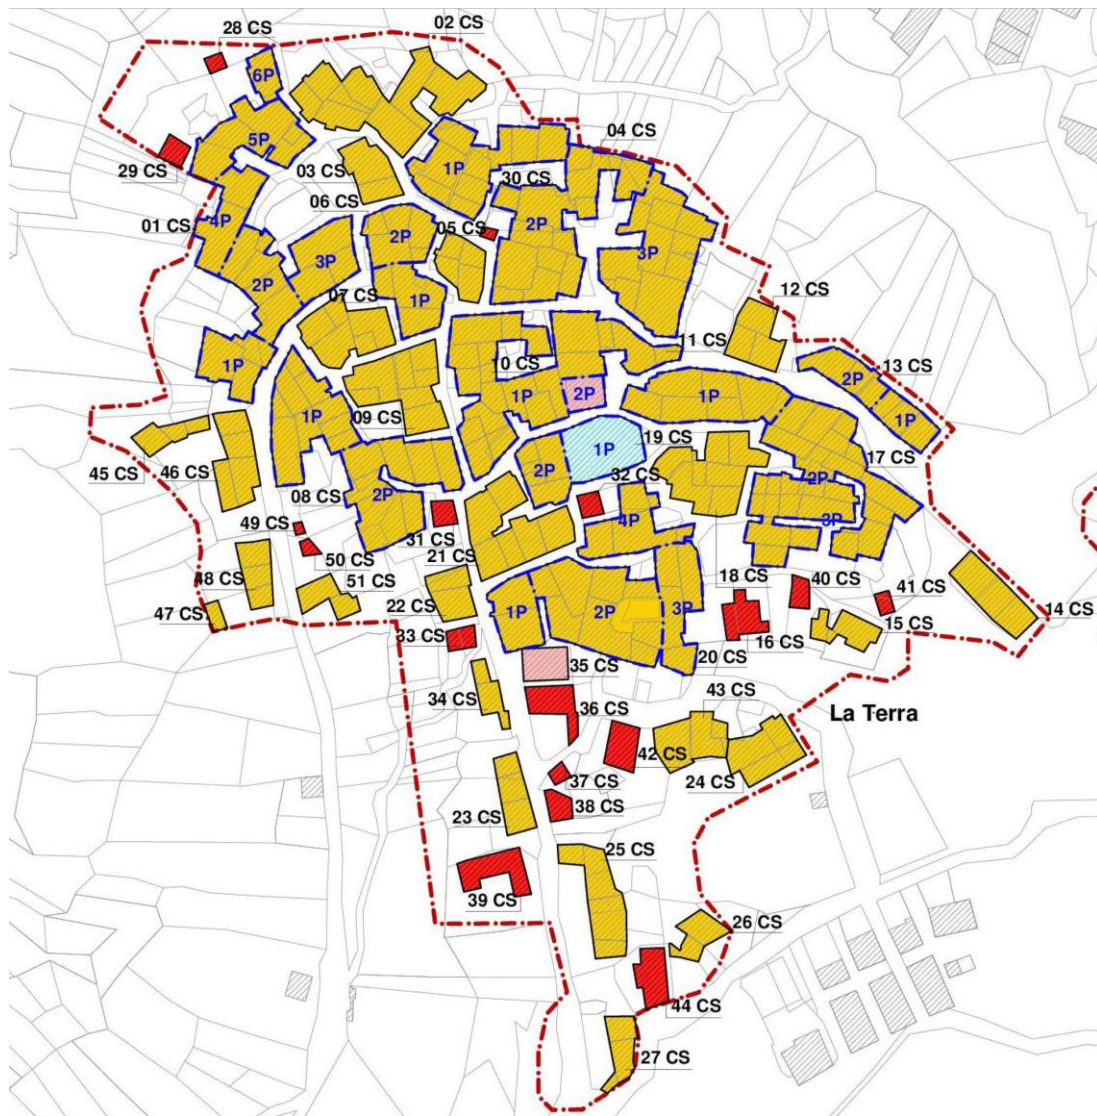 28 CS
02 CS
6P
5P
04 CS
29 CS
03 CS
1P
30 CS
06 CS
01 CS
4P
2P
05 CS
2P
3P
3P
2P
07 CS
1P
12 CS
1P
10 CS
11 CS
13 CS
2P
1P
09 CS
1P
2P
1P
1P
45 CS
46 CS
1P
19 CS
17 CS
2P
32 CS
2P
08 CS
2P
4P
3P
49 CS
31 CS
50 CS
21 CS
48 CS
51 CS
18 CS
40 CS
41 CS
47 CS
22 CS
1P
2P
3P
14 CS
15 CS
33 CS
16 CS
20 CS
35 CS
34 CS
43 CS
36 CS
La Terra
42 CS
24 CS
37 CS
23 CS
38 CS
25 CS
39 CS
26 CS
44 CS
27 CS